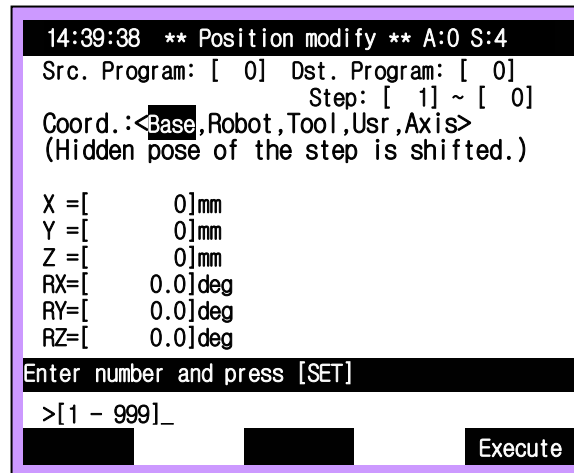 14:39:38 ** Position modify ** A:0 S:4
Src. Program: [ 0] Dst. Program: [ 0]
Step: [ 1] ~ [ 0]
Coord.:<Base,Robot,Tool,Usr,Axis>
(Hidden pose of the step is shifted.)
X =[ 0]mm
Y =[ 0]mm
Z =[ 0]mm
RX=[ 0.0]deg
RY=[ 0.0]deg
RZ=[ 0.0]deg
Enter number and press [SET]
>[1 - 999]_
Execute